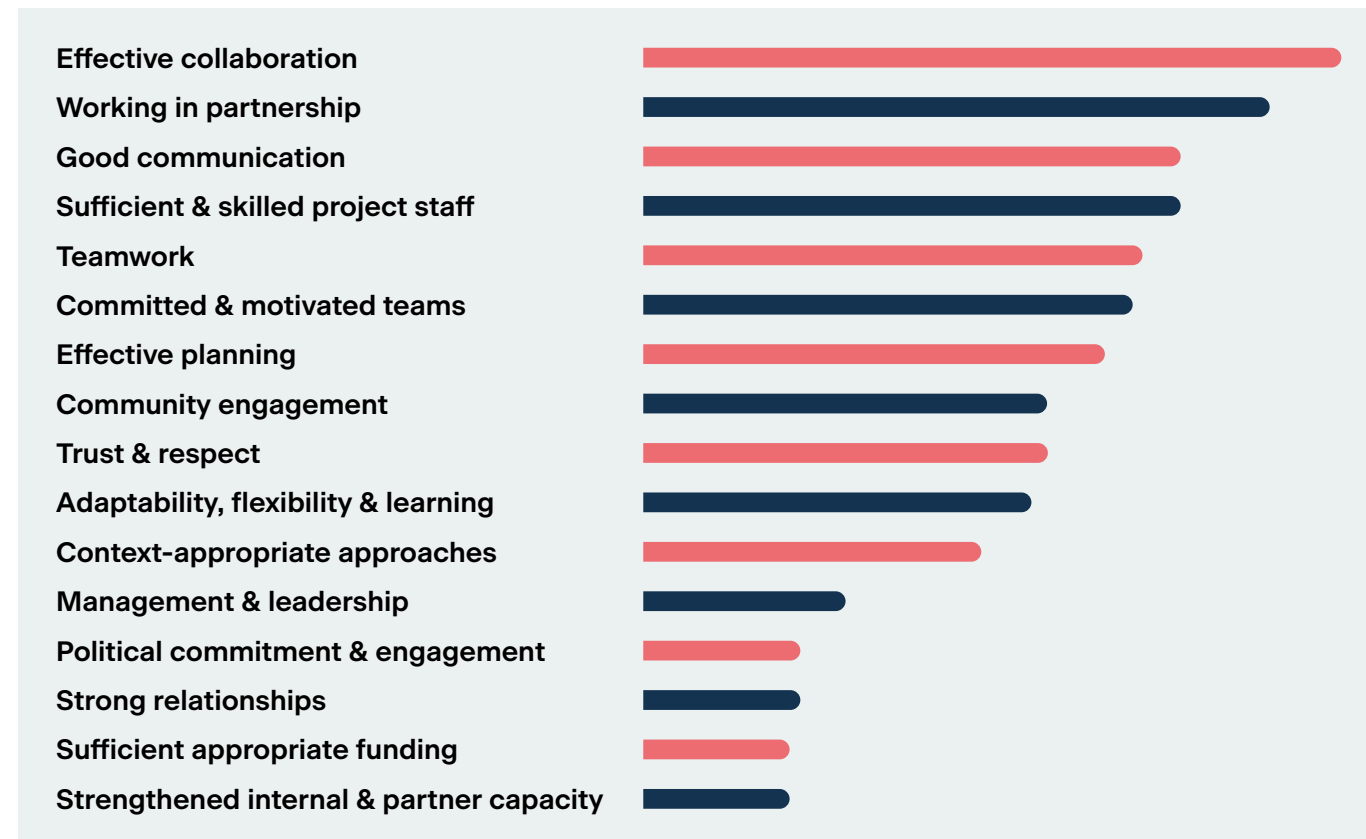 Effective collaboration
Working in partnership
Good communication
Sufficient & skilled project staff
Teamwork
Committed & motivated teams
Effective planning
Community engagement
Trust & respect
Adaptability, flexibility & learning
Context-appropriate approaches
Management & leadership
Political commitment & engagement
Strong relationships
Sufficient appropriate funding
Strengthened internal & partner capacity